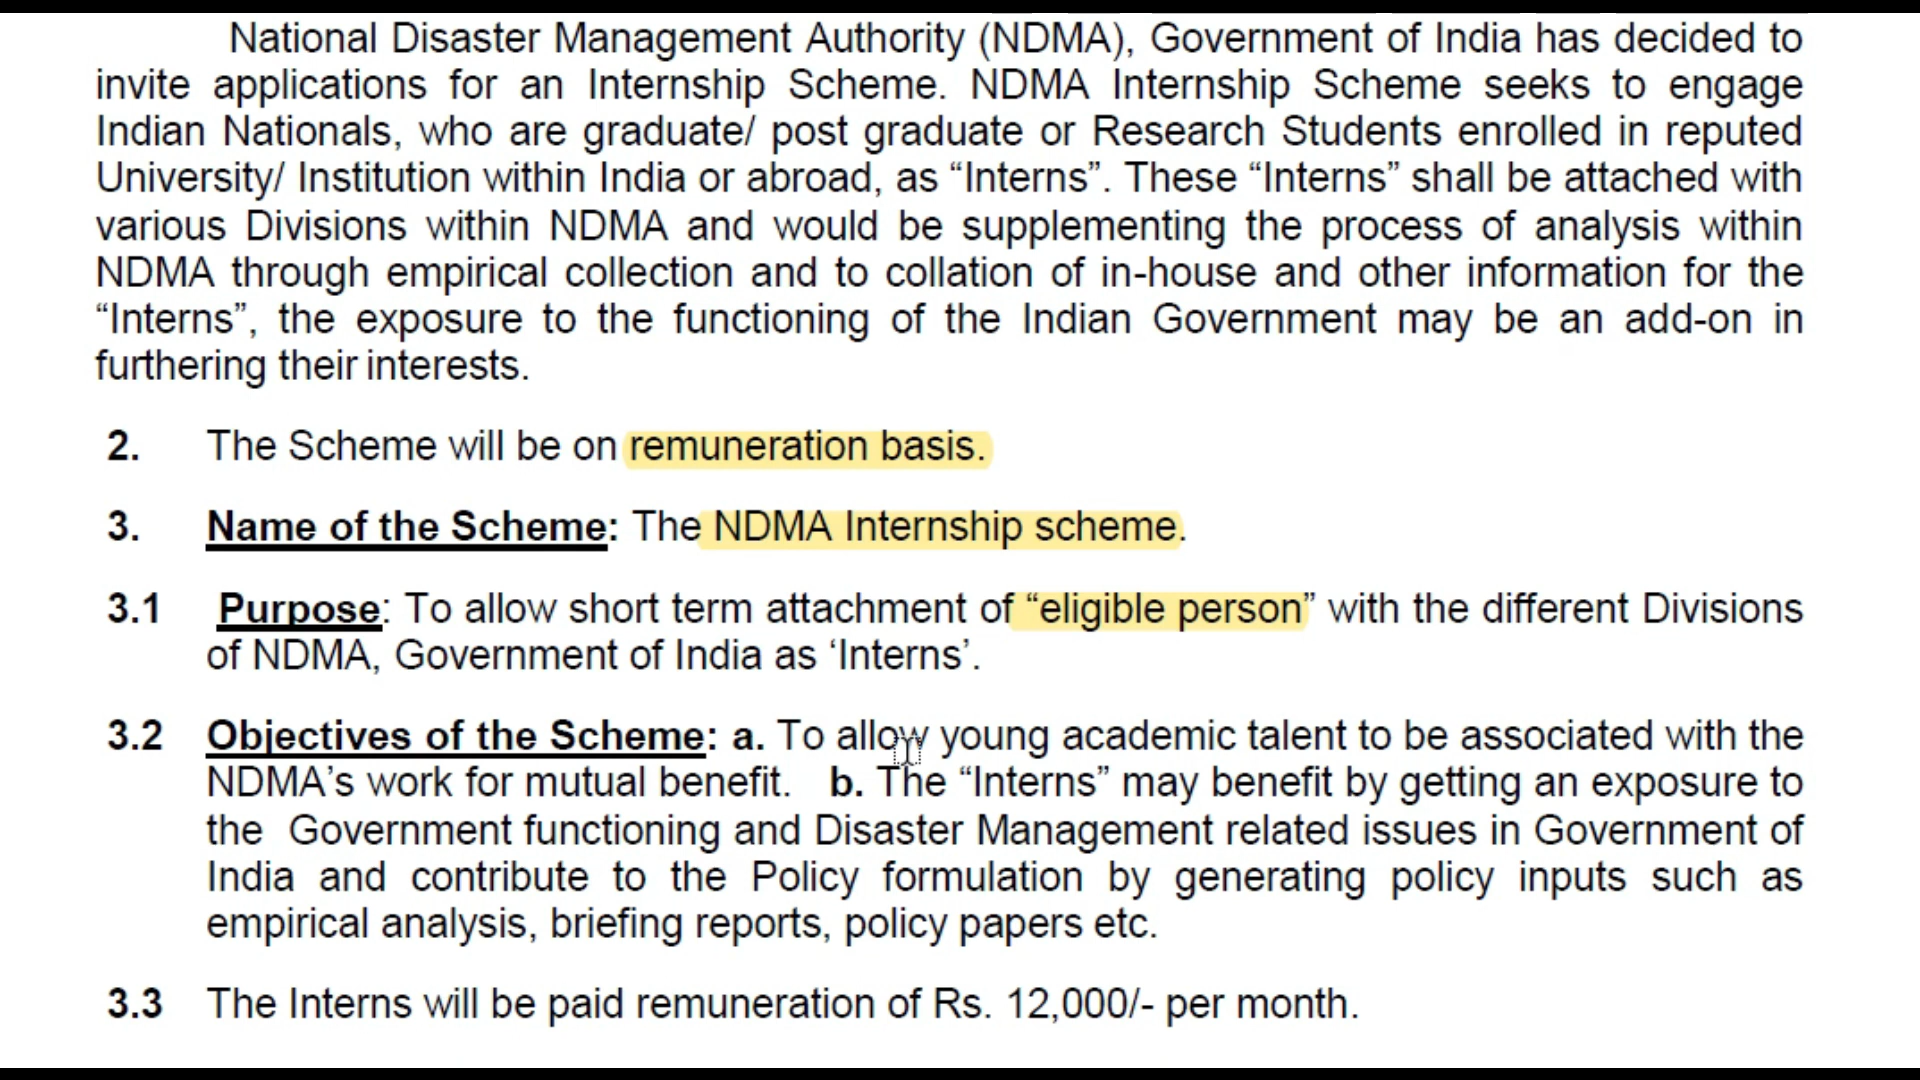 National Disaster Management Authority (NDMA), Government of India has decided to
invite applications for an Internship Scheme. NDMA Internship Scheme seeks to engage
Indian Nationals, who are graduate/ post graduate or Research Students enrolled in reputed
University/ Institution within India or abroad, as “Interns”. These “Interns” shall be attached with
various Divisions within NDMA and would be supplementing the process of analysis within
NDMA through empirical collection and to collation of in-house and other information for the
“Interns”, the exposure to the functioning of the Indian Government may be an add-on in
furthering their interests.
2. The Scheme will be on remuneration basis.
3. Name of the Scheme: The NDMA Internship scheme.
3.1 Purpose: To allow short term attachment of “eligible person” with the different Divisions
of NDMA, Government of India as ‘Interns’.
3.2 Objectives of the Scheme: a. To allow young academic talent to be associated with the
NDMA’s work for mutual benefit. b. The “Interns” may benefit by getting an exposure to
the Government functioning and Disaster Management related issues in Government of
India and contribute to the Policy formulation by generating policy inputs such as
empirical analysis, briefing reports, policy papers etc.
3.3 The Interns will be paid remuneration of Rs. 12,000/- per month.